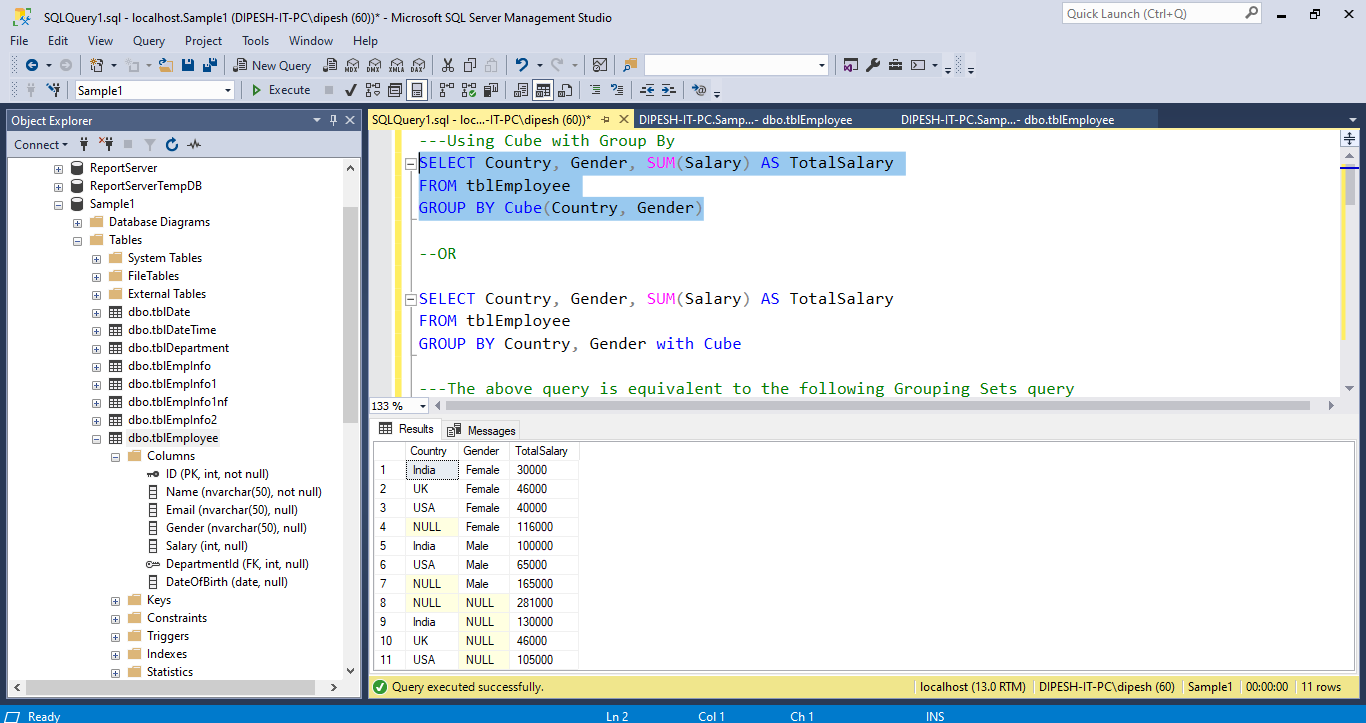 SQLQuery1.sql - localhost.Sample1 (DIPESH-IT-PC\dipesh (60))* - Microsoft SQL Server Management Studio
Quick Launch (Ctrl+Q)
File Edit View Query Project Tools Window Help
New Query MDX DMX XMLA DAX
Sample1 Execute
Object Explorer
Connect
ReportServer
ReportServerTempDB
Sample1
Database Diagrams
Tables
System Tables
FileTables
External Tables
dbo.tblDate
dbo.tblDateTime
dbo.tblDepartment
dbo.tblEmpInfo
dbo.tblEmpInfo1
dbo.tblEmpInfo1nf
dbo.tblEmpInfo2
dbo.tblEmployee
Columns
ID (PK, int, not null)
Name (nvarchar(50), not null)
Email (nvarchar(50), null)
Gender (nvarchar(50), null)
Salary (int, null)
DepartmentId (FK, int, null)
DateOfBirth (date, null)
Keys
Constraints
Triggers
Indexes
Statistics
SQLQuery1.sql - loc...-IT-PC\dipesh (60))* DIPESH-IT-PC.Samp...- dbo.tblEmployee DIPESH-IT-PC.Samp...- dbo.tblEmployee
---Using Cube with Group By
SELECT Country, Gender, SUM(Salary) AS TotalSalary
FROM tblEmployee
GROUP BY Cube(Country, Gender)
--OR
SELECT Country, Gender, SUM(Salary) AS TotalSalary
FROM tblEmployee
GROUP BY Country, Gender with Cube
---The above query is equivalent to the following Grouping Sets query
133 %
Results Messages
Country Gender TotalSalary
1 India Female 30000
2 UK Female 46000
3 USA Female 40000
4 NULL Female 116000
5 India Male 100000
6 USA Male 65000
7 NULL Male 165000
8 NULL NULL 281000
9 India NULL 130000
10 UK NULL 46000
11 USA NULL 105000
Query executed successfully. localhost (13.0 RTM) DIPESH-IT-PC\dipesh (60) Sample1 00:00:00 11 rows
Ready Ln 2 Col 1 Ch 1 INS